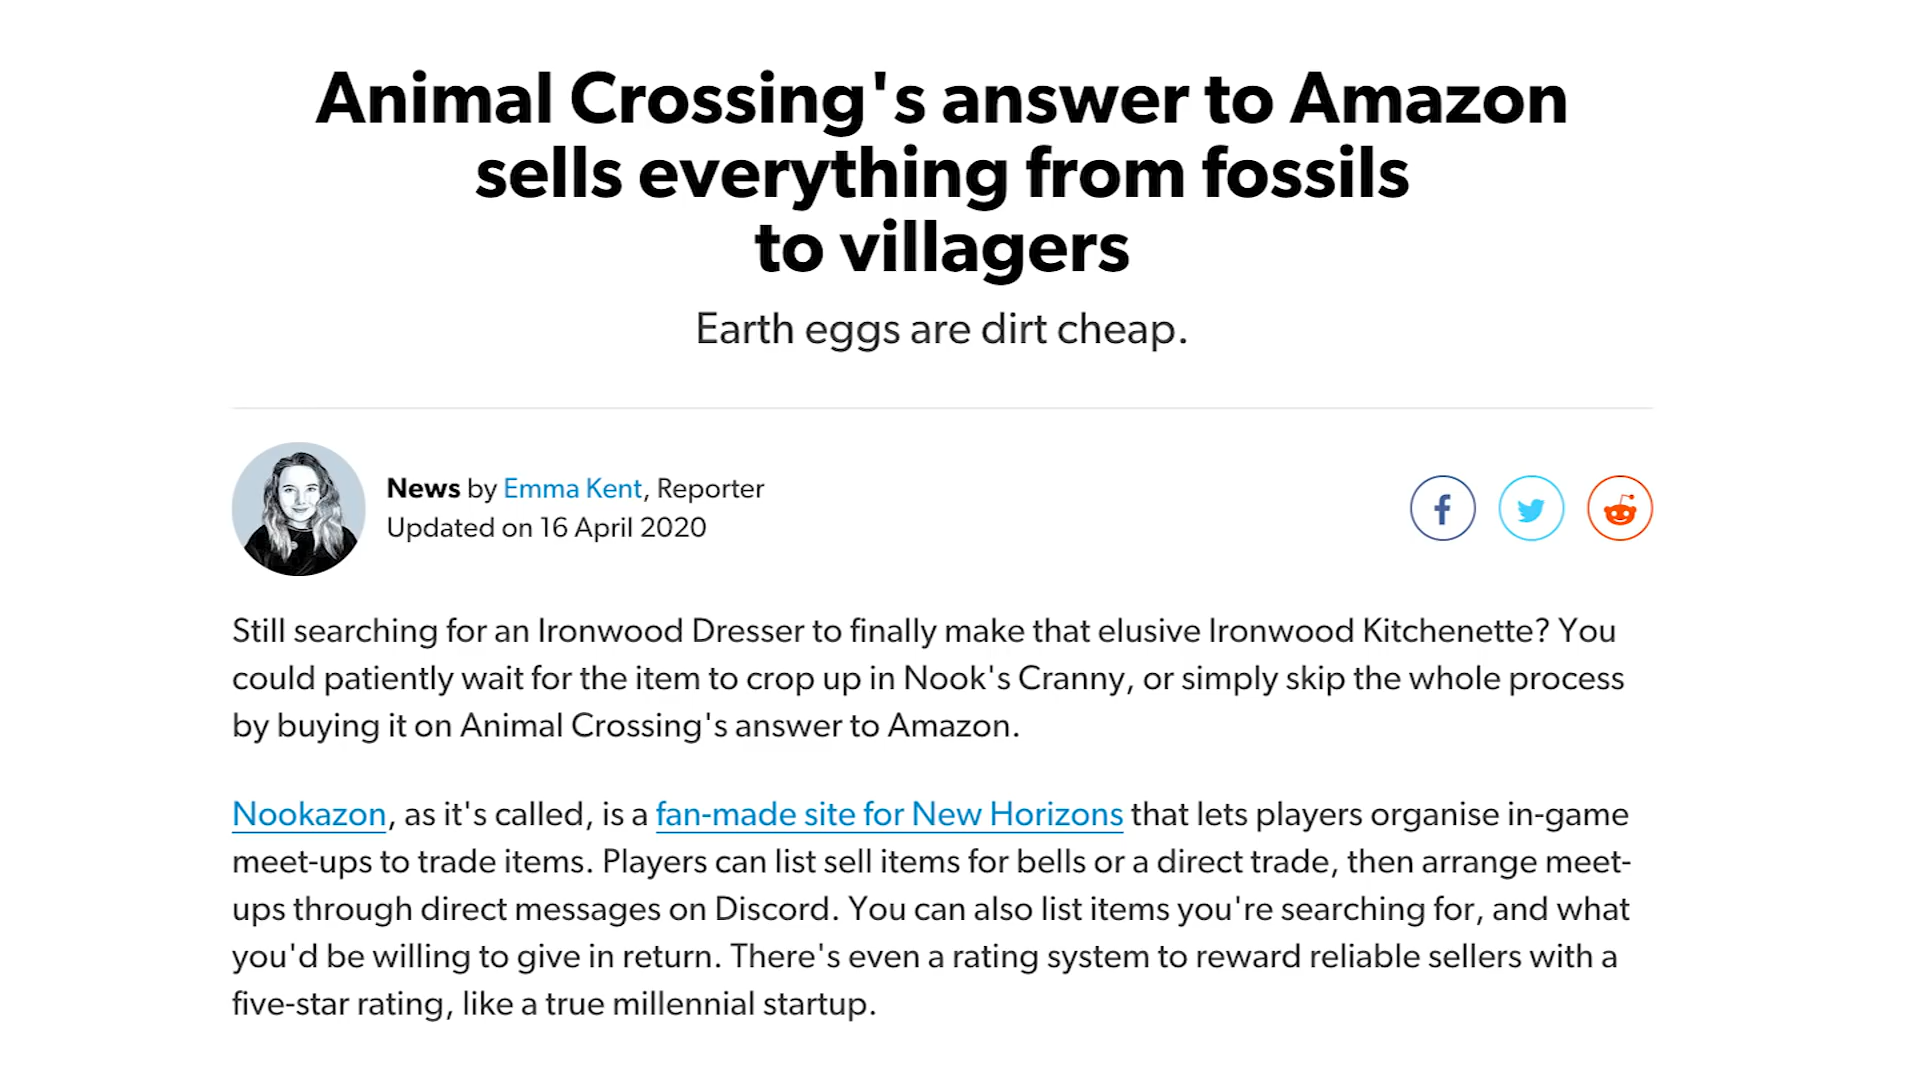 Animal Crossing's answer to Amazon
sells everything from fossils
to villagers
Earth eggs are dirt cheap.
News by Emma Kent, Reporter
Updated on 16 April 2020
Still searching for an Ironwood Dresser to finally make that elusive Ironwood Kitchenette? You
could patiently wait for the item to crop up in Nook's Cranny, or simply skip the whole process
by buying it on Animal Crossing's answer to Amazon.
Nookazon, as it's called, is a fan-made site for New Horizons that lets players organise in-game
meet-ups to trade items. Players can list sell items for bells or a direct trade, then arrange meet-
ups through direct messages on Discord. You can also list items you're searching for, and what
you'd be willing to give in return. There's even a rating system to reward reliable sellers with a
five-star rating, like a true millennial startup.